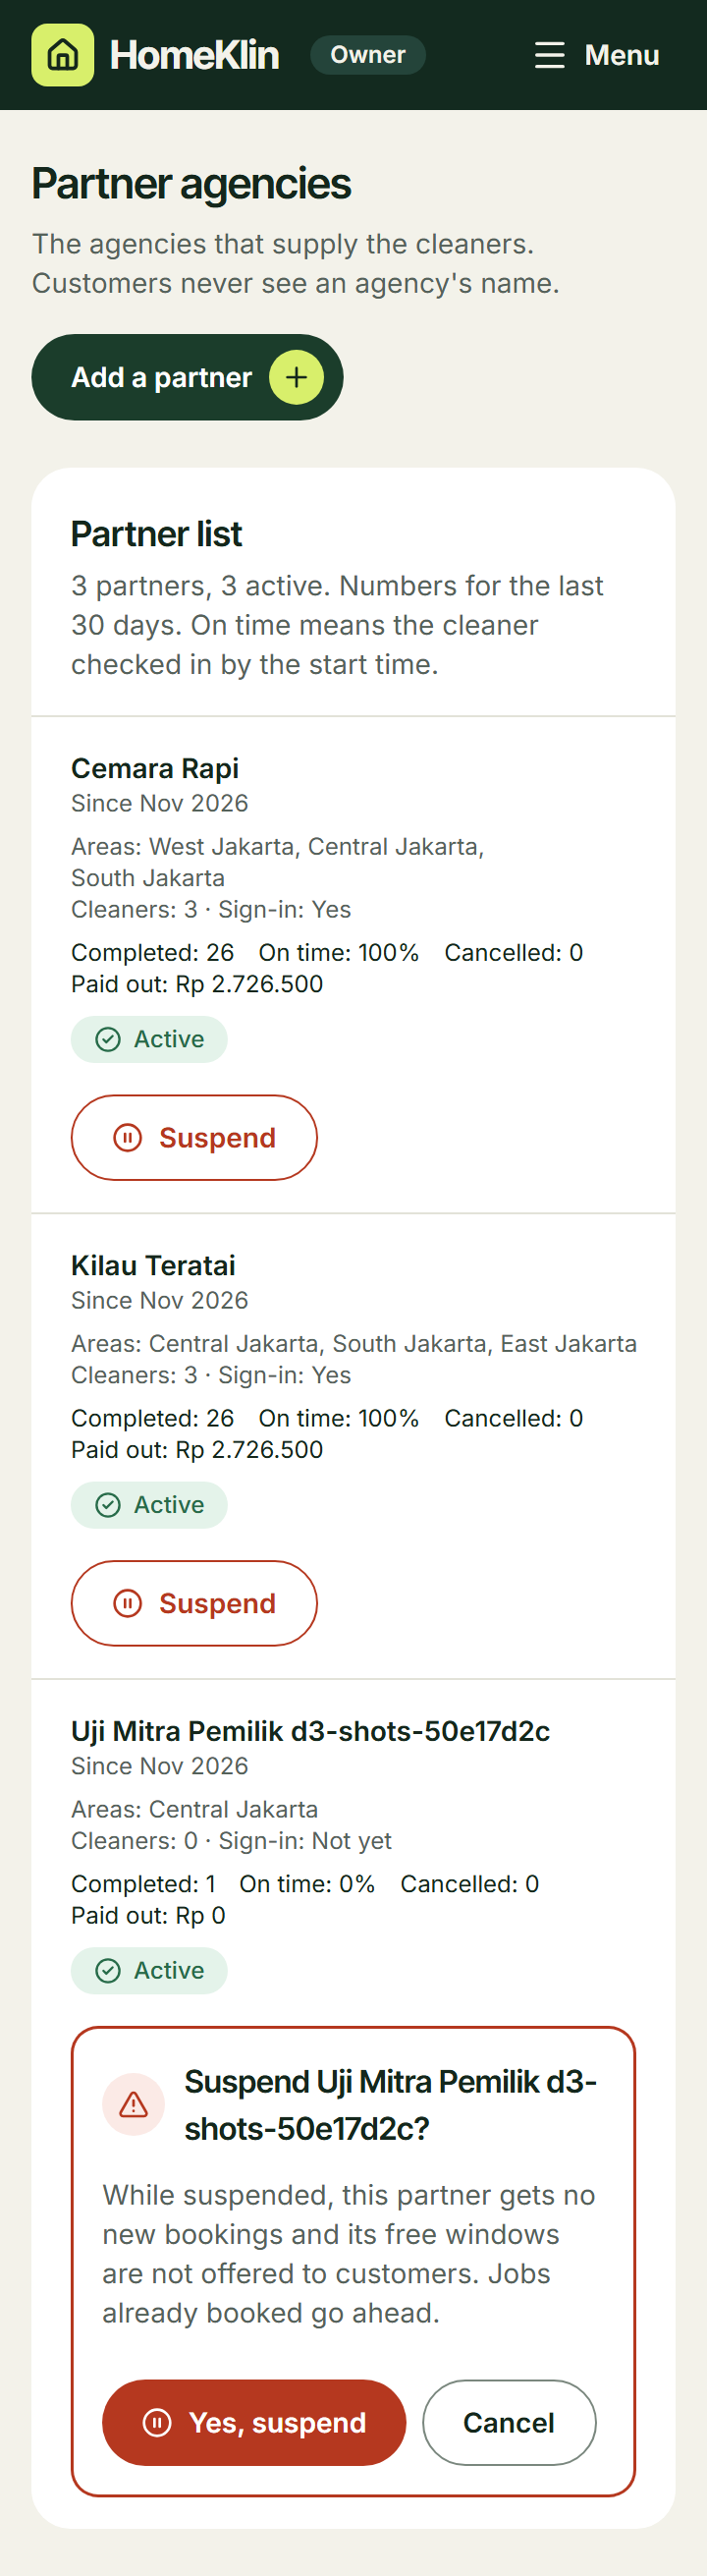 HomeKlin
Owner
Menu
Partner agencies
The agencies that supply the cleaners.
Customers never see an agency's name.
Add a partner
Partner list
3 partners, 3 active. Numbers for the last
30 days. On time means the cleaner
checked in by the start time.
Cemara Rapi
Since Nov 2026
Areas: West Jakarta, Central Jakarta,
South Jakarta
Cleaners: 3 · Sign-in: Yes
Completed: 26 On time: 100% Cancelled: 0
Paid out: Rp 2.726.500
Active
Suspend
Kilau Teratai
Since Nov 2026
Areas: Central Jakarta, South Jakarta, East Jakarta
Cleaners: 3 · Sign-in: Yes
Completed: 26 On time: 100% Cancelled: 0
Paid out: Rp 2.726.500
Active
Suspend
Uji Mitra Pemilik d3-shots-50e17d2c
Since Nov 2026
Areas: Central Jakarta
Cleaners: 0 · Sign-in: Not yet
Completed: 1 On time: 0% Cancelled: 0
Paid out: Rp 0
Active
Suspend Uji Mitra Pemilik d3-
shots-50e17d2c?
While suspended, this partner gets no
new bookings and its free windows
are not offered to customers. Jobs
already booked go ahead.
Yes, suspend
Cancel